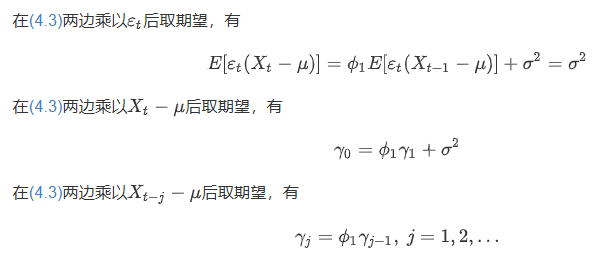 在(4.3)两边乘以εₜ后取期望，有
E[εₜ(Xₜ − μ)] = ϕ₁E[εₜ(Xₜ₋₁ − μ)] + σ² = σ²
在(4.3)两边乘以Xₜ − μ后取期望，有
γ₀ = ϕ₁γ₁ + σ²
在(4.3)两边乘以Xₜ₋ⱼ − μ后取期望，有
γⱼ = ϕ₁γⱼ₋₁, j = 1, 2, …